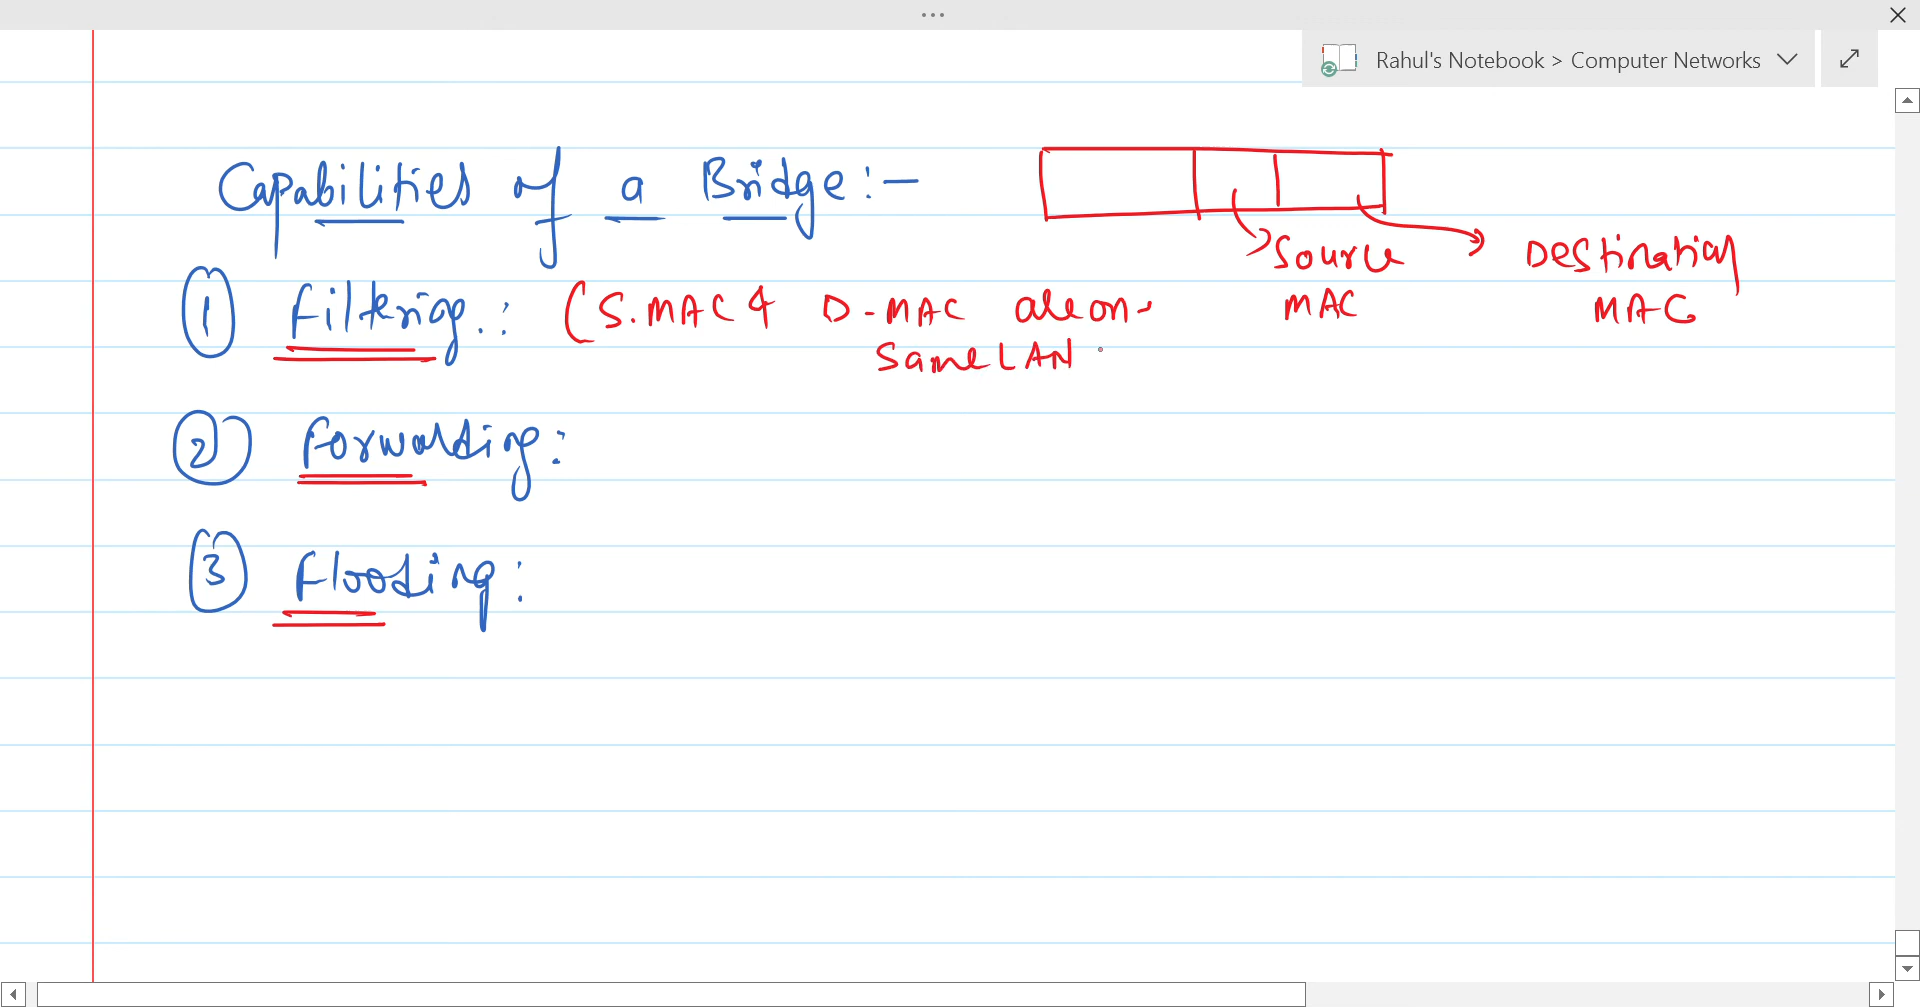 Rahul's Notebook > Computer Networks
Capabilities of a Bridge:-
① Filtering.: (S.MAC & D-MAC are on-
Same LAN
Source
MAC
Destination
MAC
② Forwarding:
③ Flooding: